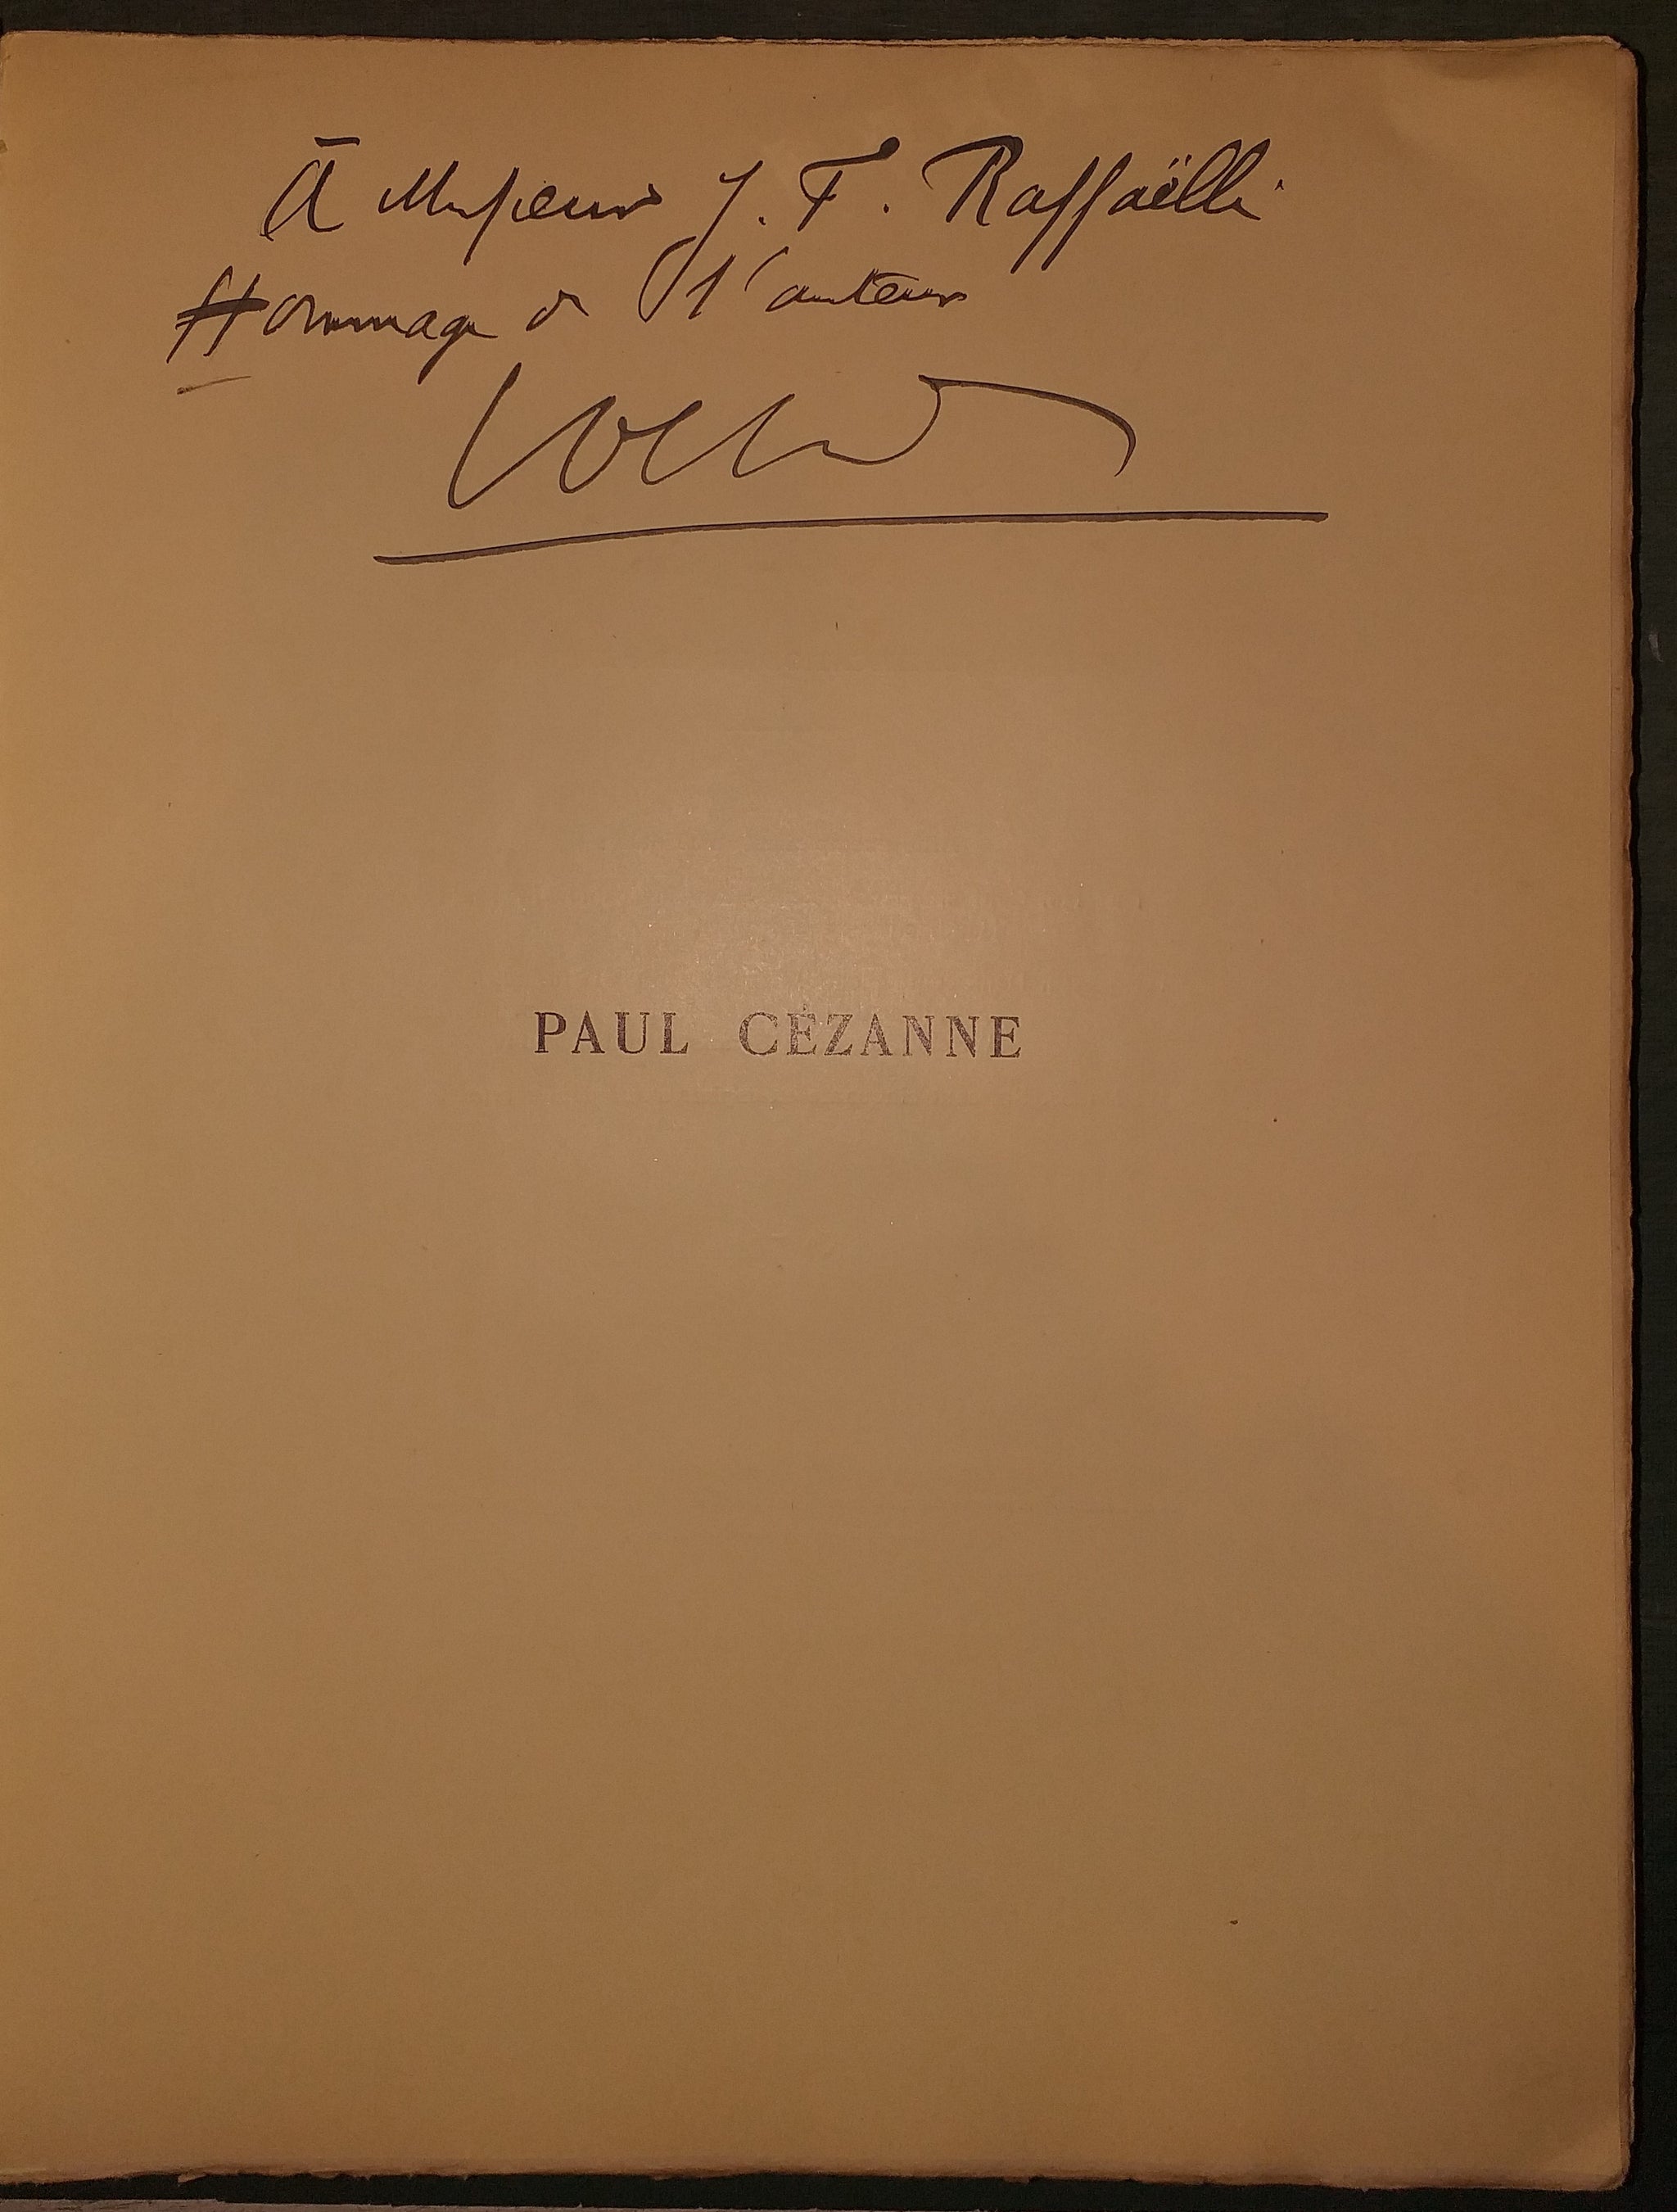 À Monsieur J. F. Raffaëlli
Hommage de l'auteur
Vollard
PAUL CÉZANNE